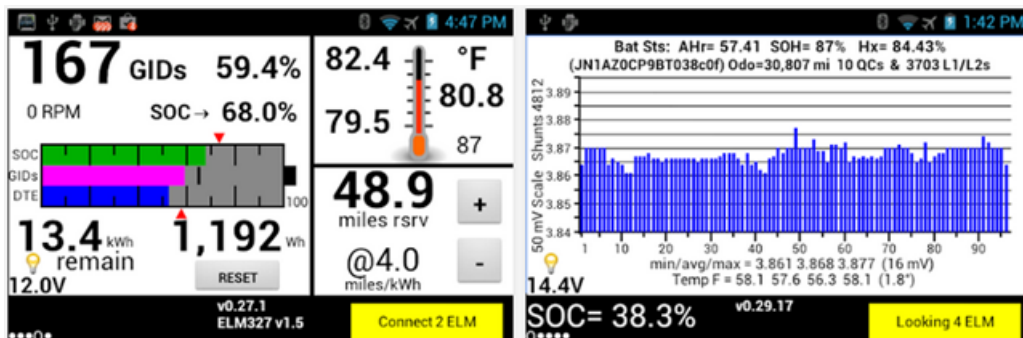 4:47 PM
167 GIDs 59.4%
0 RPM SOC→ 68.0%
SOC
GIDs
DTE
100
13.4 kWh 1,192 Wh
remain
RESET
12.0V
82.4 °F
80.8
79.5
87
48.9
miles rsrv
+
@4.0
miles/kWh
-
v0.27.1
ELM327 v1.5
Connect 2 ELM
1:42 PM
Bat Sts: AHr= 57.41 SOH= 87% Hx= 84.43%
(JN1AZ0CP9BT038c0f) Odo=30,807 mi 10 QCs & 3703 L1/L2s
50 mV Scale Shunts 4812
3.89
3.88
3.87
3.86
3.85
3.84
1 10 20 30 40 50 60 70 80 90
min/avg/max = 3.861 3.868 3.877 (16 mV)
Temp F = 58.1 57.6 56.3 58.1 (1.8°)
14.4V
SOC= 38.3%
v0.29.17
Looking 4 ELM